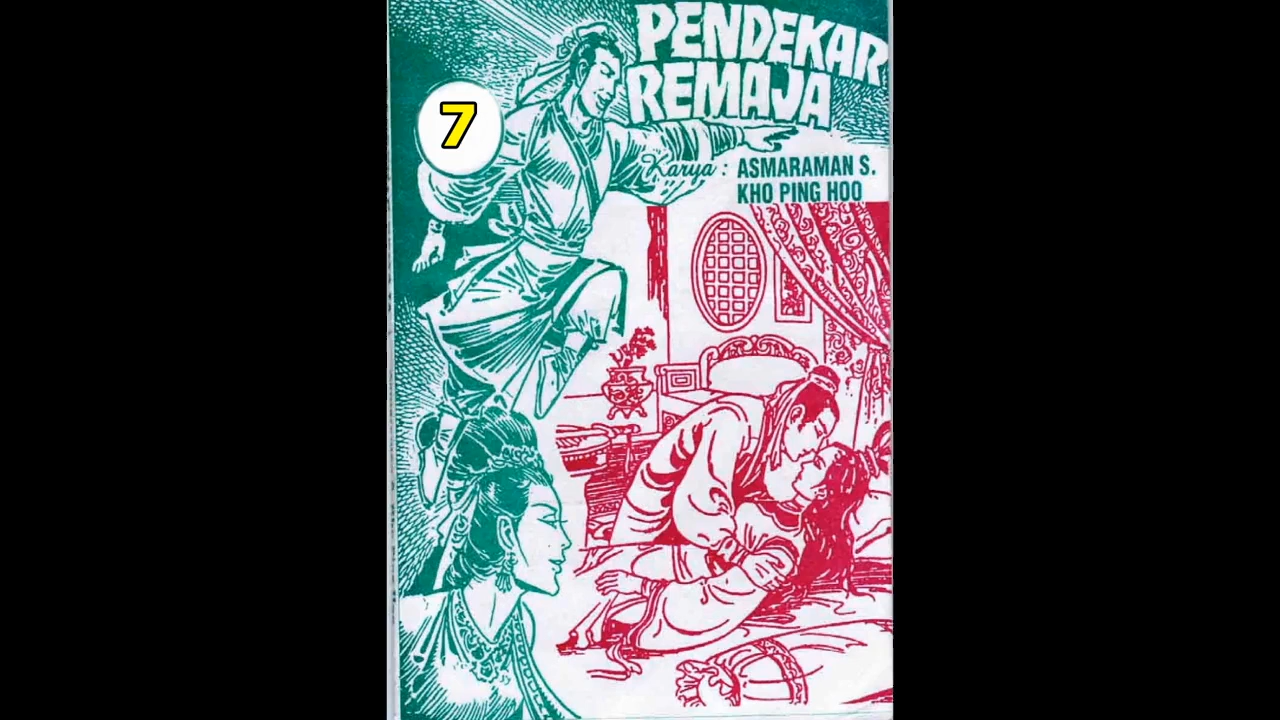 PENDEKAR
REMAJA
7
Karya : ASMARAMAN S.
KHO PING HOO